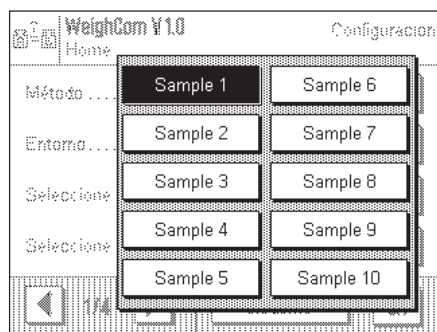 WeighCom V1.0
Configuracion
Home
Método ....
Entorno....
Seleccione
Seleccione
Sample 1
Sample 6
Sample 2
Sample 7
Sample 3
Sample 8
Sample 4
Sample 9
Sample 5
Sample 10
1/4